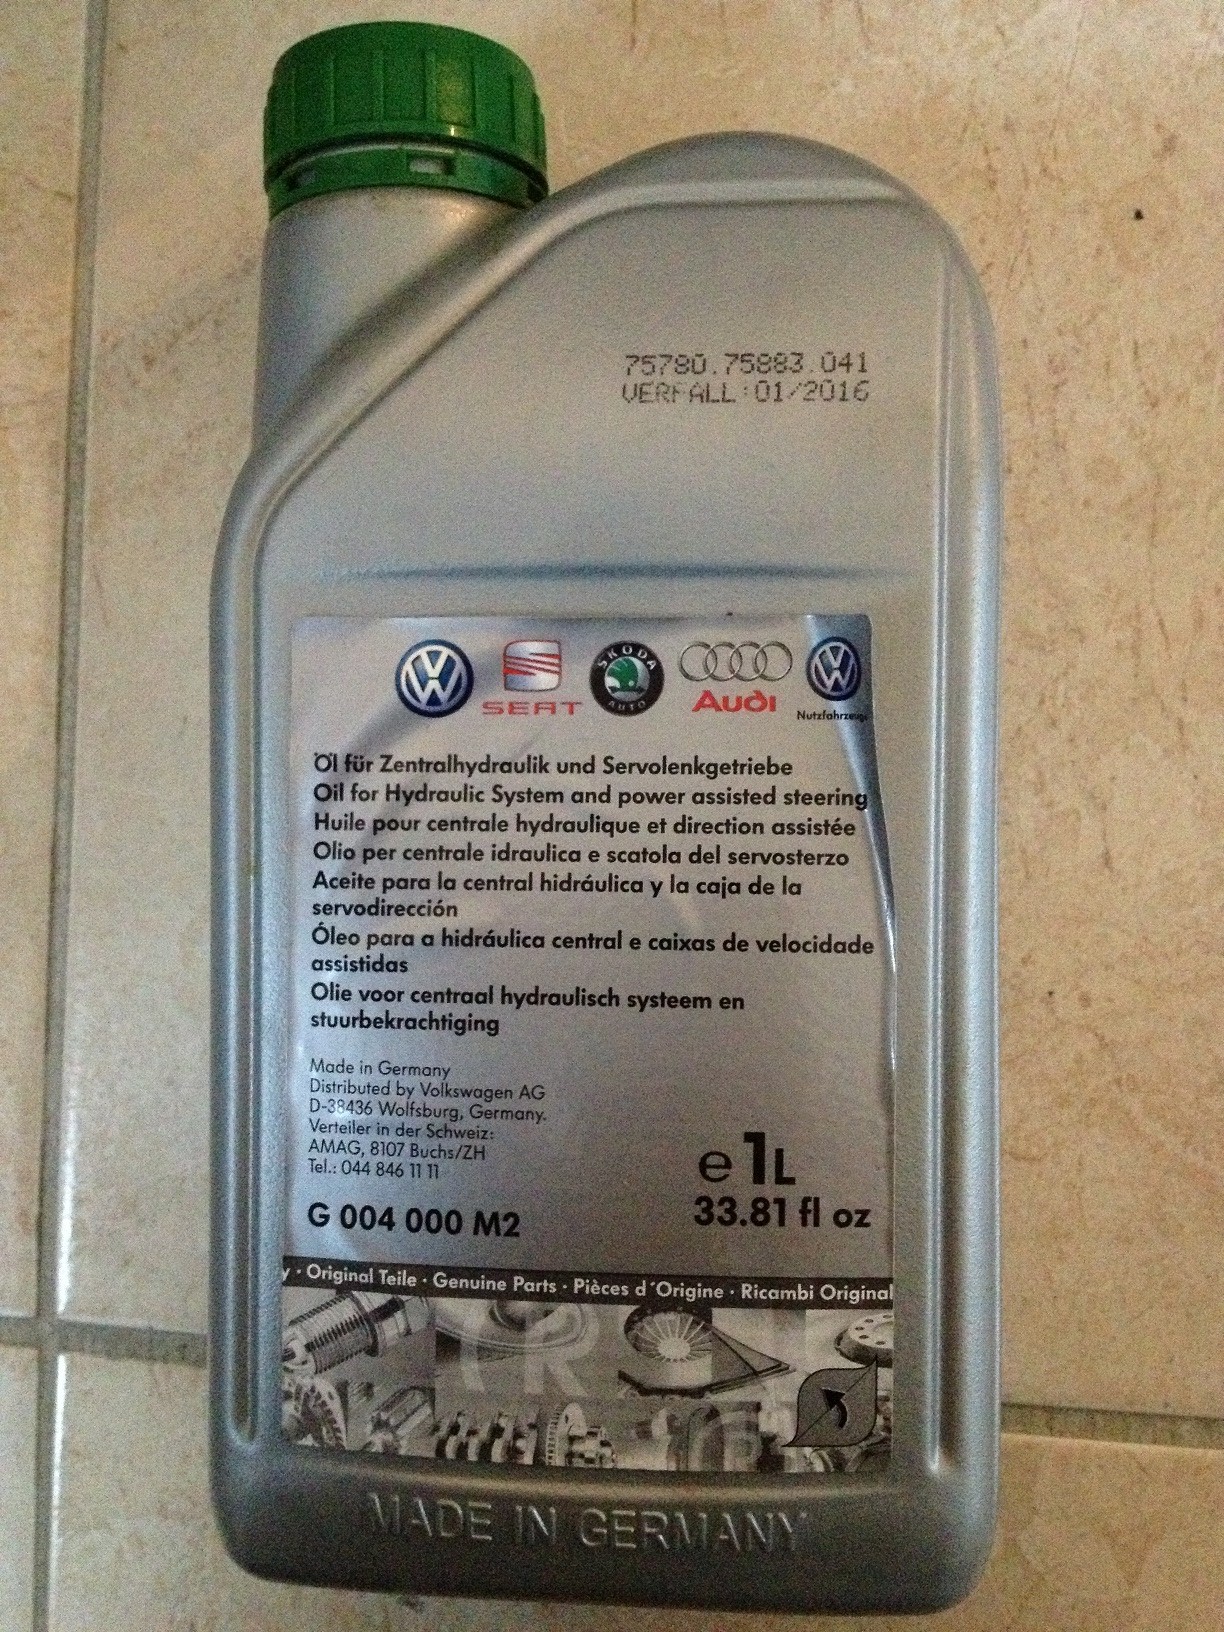 75780.75883.041
VERFALL:01/2016
SEAT
SKODA
AUTO
Audi
Nutzfahrzeuge
Öl für Zentralhydraulik und Servolenkgetriebe
Oil for Hydraulic System and power assisted steering
Huile pour centrale hydraulique et direction assistée
Olio per centrale idraulica e scatola del servosterzo
Aceite para la central hidráulica y la caja de la
servodirección
Óleo para a hidráulica central e caixas de velocidade
assistidas
Olie voor centraal hydraulisch systeem en
stuurbekrachtiging
Made in Germany
Distributed by Volkswagen AG
D-38436 Wolfsburg, Germany.
Verteiler in der Schweiz:
AMAG, 8107 Buchs/ZH
Tel.: 044 846 11 11
e 1L
33.81 fl oz
G 004 000 M2
y · Original Teile · Genuine Parts · Pièces d´Origine · Ricambi Original
MADE IN GERMANY